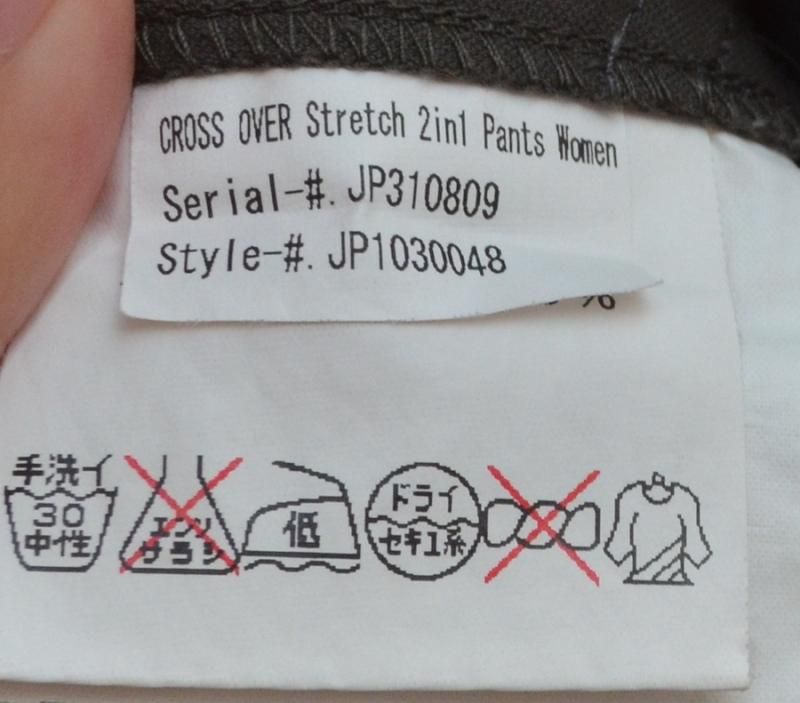 CROSS OVER Stretch 2in1 Pants Women
Serial-#. JP310809
Style-#. JP1030048
%
手洗イ
30
中性
エンソ
サラシ
低
ドライ
セキユ系